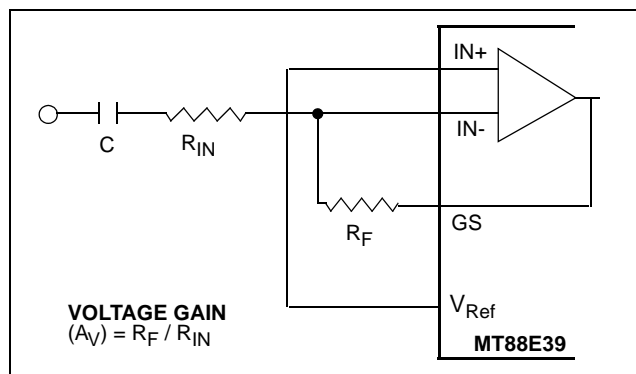 IN+
C
R_IN
IN-
R_F
GS
VOLTAGE GAIN
(A_V) = R_F / R_IN
V_Ref
MT88E39